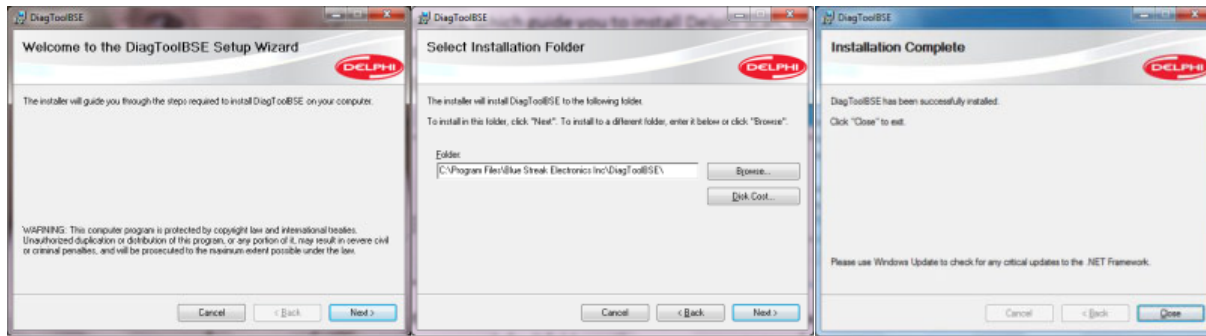 DiagToolBSE
Welcome to the DiagToolBSE Setup Wizard
DELPHI
The installer will guide you through the steps required to install DiagToolBSE on your computer.
WARNING: This computer program is protected by copyright law and international treaties.
Unauthorized duplication or distribution of this program, or any portion of it, may result in severe civil
or criminal penalties, and will be prosecuted to the maximum extent possible under the law.
Cancel
< Back
Next >
DiagToolBSE
which guide you to install
Select Installation Folder
DELPHI
The installer will install DiagToolBSE to the following folder.
To install in this folder, click "Next". To install to a different folder, enter it below or click "Browse".
Folder:
C:\Program Files\Blue Streak Electronics Inc\DiagToolBSE\
Browse...
Disk Cost...
Cancel
< Back
Next >
DiagToolBSE
Installation Complete
DELPHI
DiagToolBSE has been successfully installed.
Click "Close" to exit.
Please use Windows Update to check for any critical updates to the .NET Framework.
Cancel
< Back
Close